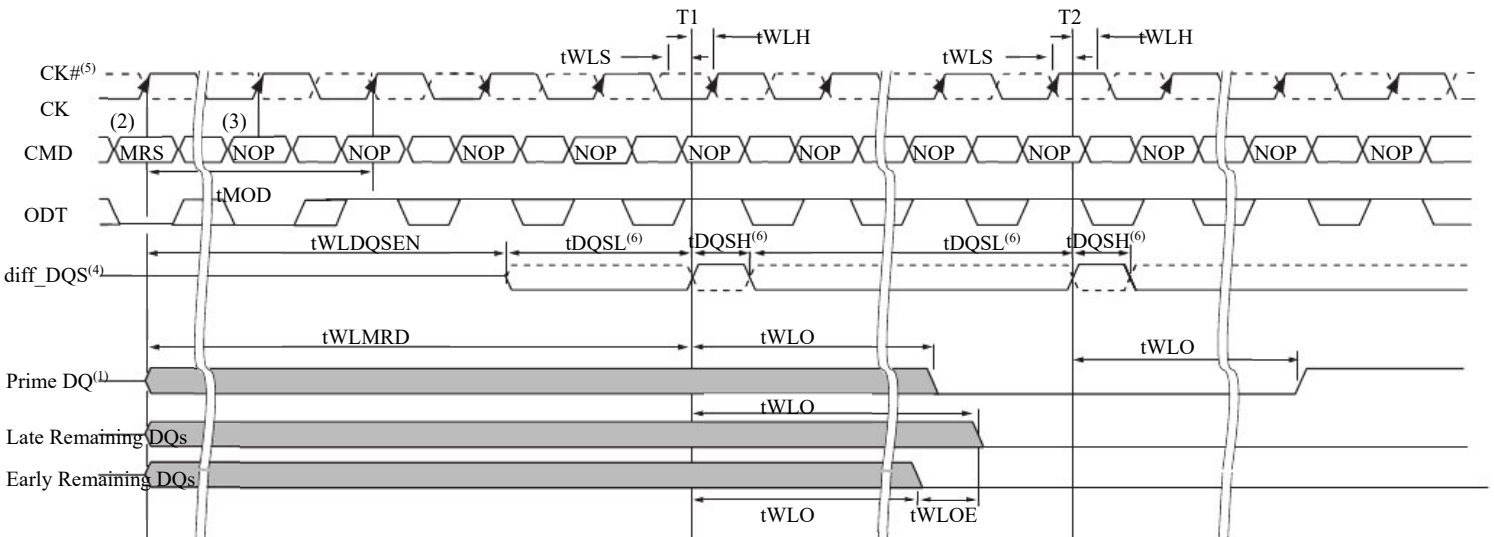 T1 T2
tWLH tWLH
tWLS tWLS
CK#(5)
CK
(2) (3)
CMD MRS NOP NOP NOP NOP NOP NOP NOP NOP NOP NOP NOP
tMOD
ODT
tWLDQSEN tDQSL(6) tDQSH(6) tDQSL(6) tDQSH(6)
diff_DQS(4)
tWLMRD tWLO tWLO
Prime DQ(1)
tWLO
Late Remaining DQs
Early Remaining DQs
tWLO tWLOE